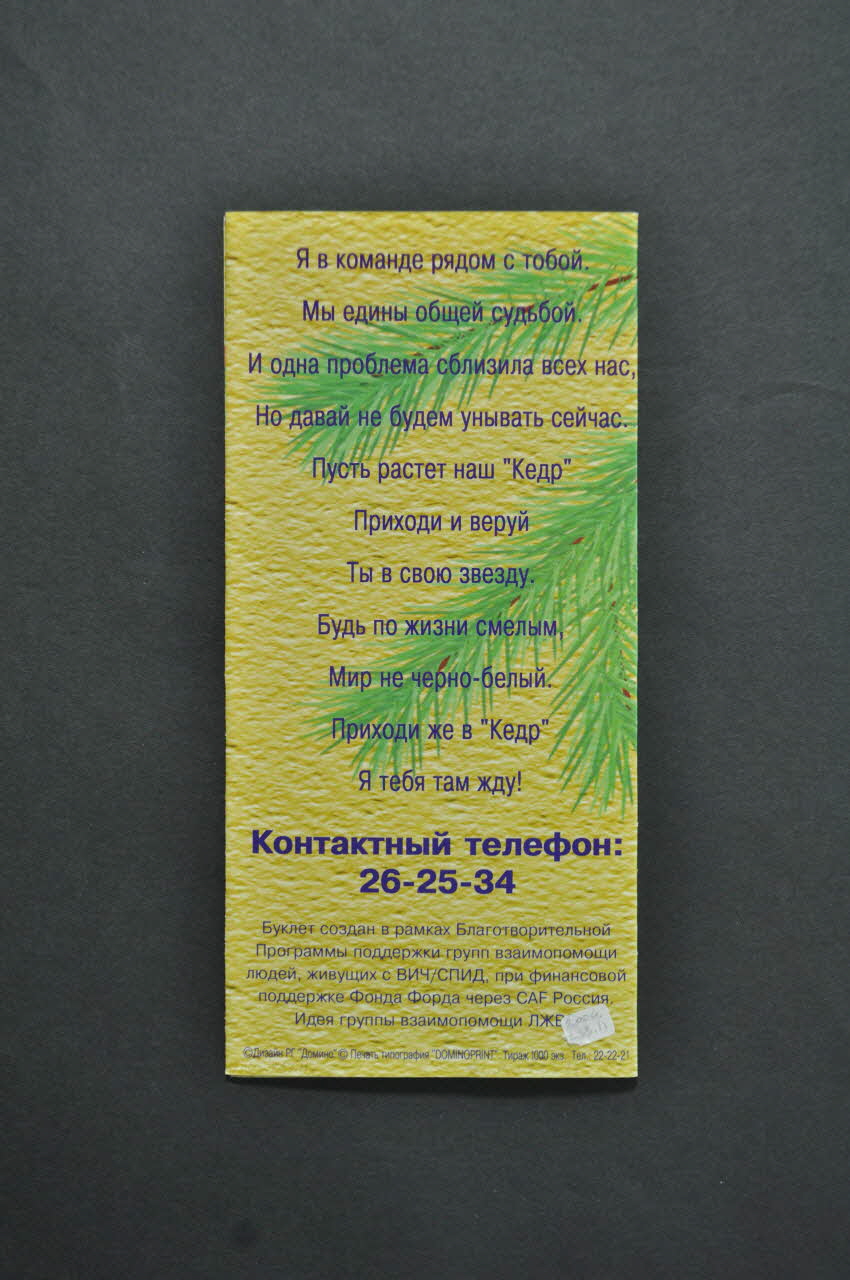 Я в команде рядом с тобой.
Мы едины общей судьбой.
И одна проблема сблизила всех нас,
Но давай не будем унывать сейчас.
Пусть растет наш "Кедр"
Приходи и веруй
Ты в свою звезду.
Будь по жизни смелым,
Мир не черно-белый.
Приходи же в "Кедр"
Я тебя там жду!
Контактный телефон:
26-25-34
Буклет создан в рамках Благотворительной
Программы поддержки групп взаимопомощи
людей, живущих с ВИЧ/СПИД, при финансовой
поддержке Фонда Форда через CAF Россия.
Идея группы взаимопомощи
©Дизайн РГ "Домино" © Печать типография "DOMINOPRINT" Тираж 1000 экз. Тел.: 22-22-21